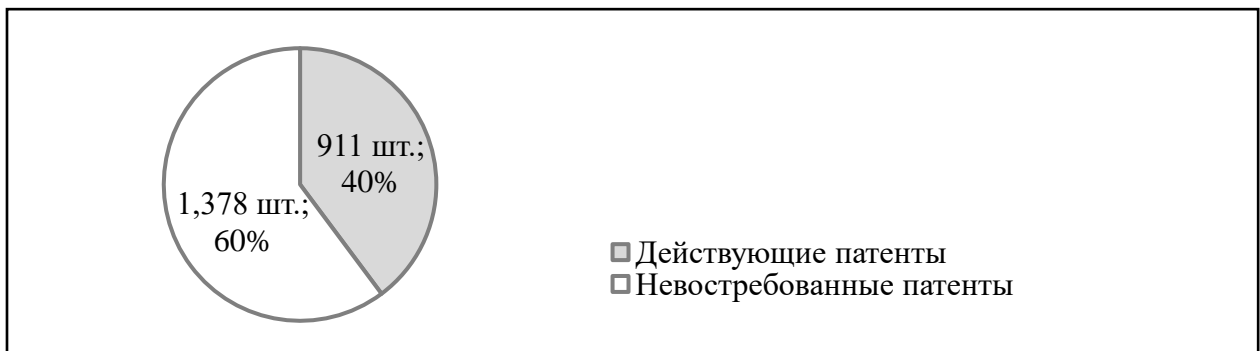 911 шт.;
40%
1,378 шт.;
60%
Действующие патенты
Невостребованные патенты